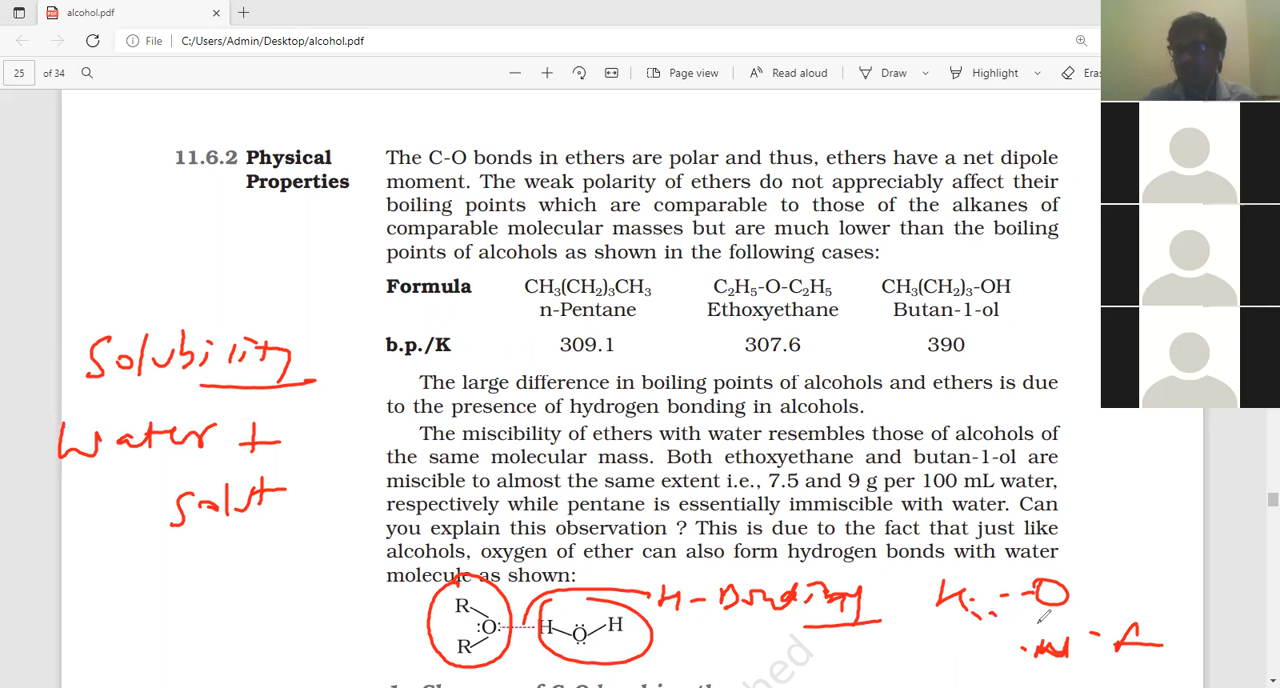 alcohol.pdf
File C:/Users/Admin/Desktop/alcohol.pdf
25 of 34 Page view Read aloud Draw Highlight Eras
11.6.2 Physical Properties
The C-O bonds in ethers are polar and thus, ethers have a net dipole
moment. The weak polarity of ethers do not appreciably affect their
boiling points which are comparable to those of the alkanes of
comparable molecular masses but are much lower than the boiling
points of alcohols as shown in the following cases:
Formula CH₃(CH₂)₃CH₃ C₂H₅-O-C₂H₅ CH₃(CH₂)₃-OH
n-Pentane Ethoxyethane Butan-1-ol
b.p./K 309.1 307.6 390
The large difference in boiling points of alcohols and ethers is due
to the presence of hydrogen bonding in alcohols.
The miscibility of ethers with water resembles those of alcohols of
the same molecular mass. Both ethoxyethane and butan-1-ol are
miscible to almost the same extent i.e., 7.5 and 9 g per 100 mL water,
respectively while pentane is essentially immiscible with water. Can
you explain this observation ? This is due to the fact that just like
alcohols, oxygen of ether can also form hydrogen bonds with water
molecule as shown:
Solubility
Water +
Salt
R
:O: H O H
R
H-Bonding
H O